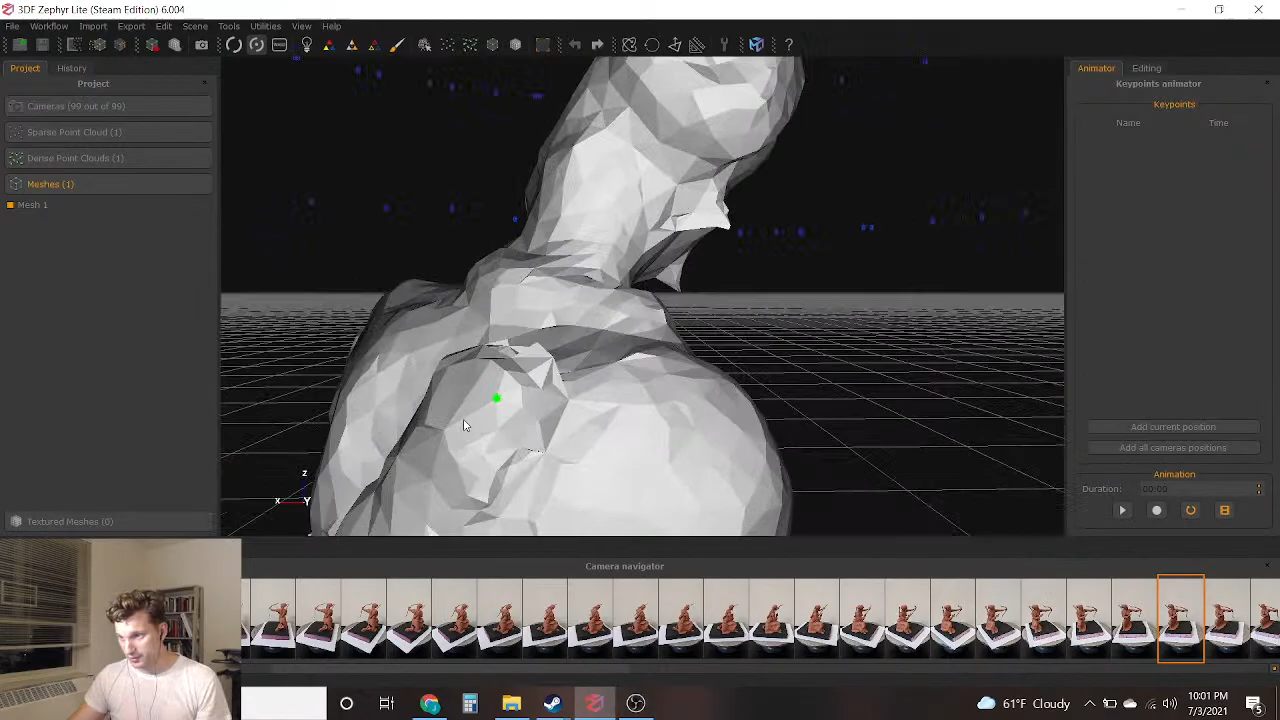 3DF Zephyr Lite (Steam Edition) 6.004
File Workflow Import Export Edit Scene Tools Utilities View Help
Project History
Project
Cameras (99 out of 99)
Sparse Point Cloud (1)
Dense Point Clouds (1)
Meshes (1)
Mesh 1
Textured Meshes (0)
z
x Y
Animator Editing
Keypoints animator
Keypoints
Name Time
Add current position
Add all cameras positions
Animation
Duration: 00:00
Camera navigator
61°F Cloudy
10:01 PM
7/3/2021
5